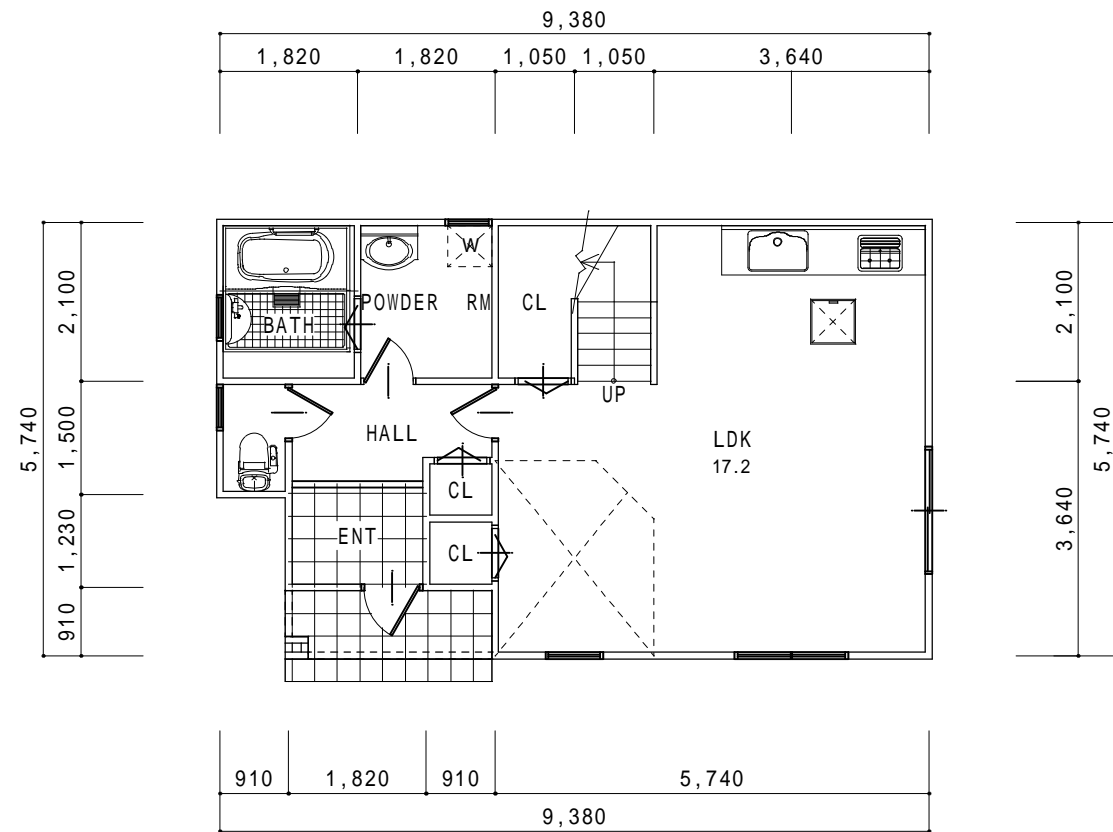 9,380
1,820 1,820 1,050 1,050 3,640
5,740
2,100
1,500
1,230
910
2,100
3,640
5,740
W
POWDER RM
CL
BATH
UP
HALL
LDK
17.2
CL
ENT
CL
910 1,820 910 5,740
9,380